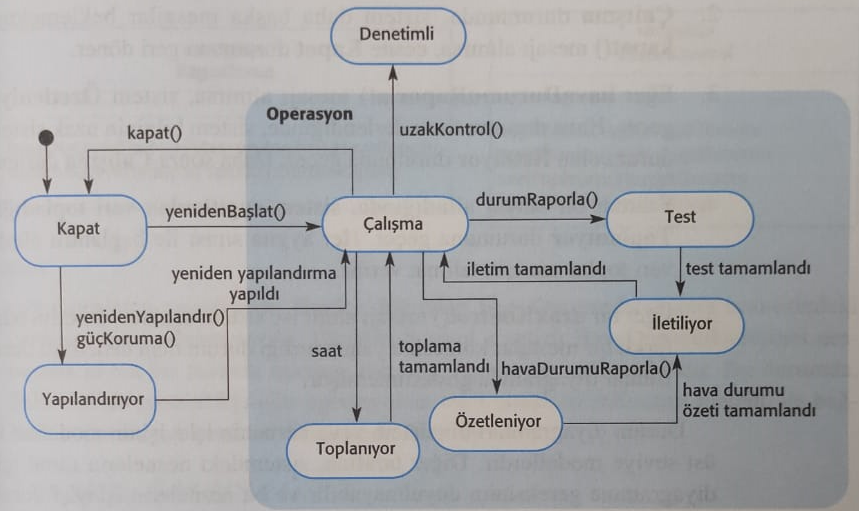 Denetimli
Operasyon
kapat()
uzakKontrol()
Kapat
yenidenBaşlat()
Çalışma
durumRaporla()
Test
yeniden yapılandırma
yapıldı
iletim tamamlandı
test tamamlandı
yenidenYapılandır()
güçKoruma()
İletiliyor
saat
toplama
tamamlandı
havaDurumuRaporla()
Yapılandırıyor
Özetleniyor
hava durumu
özeti tamamlandı
Toplanıyor